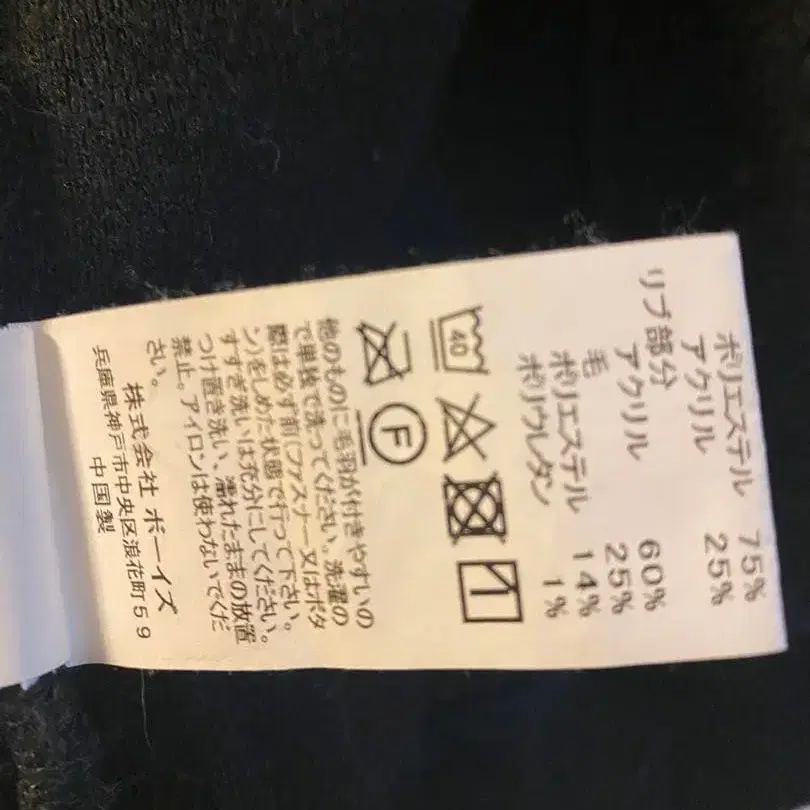 ポリエステル 75%
アクリル 25%
リブ部分
アクリル 60%
毛 25%
ポリエステル 14%
ポリウレタン 1%
40
F
他のものに毛羽が付きやすいの
で単独で洗ってください。洗濯の
際は必ず前(ファスナー又はボタ
ン)をしめた状態で行って下さい。
すすぎ洗いは充分にしてください。
つけ置き洗い、濡れたままの放置
禁止。アイロンは使わないでくだ
さい。
株式会社 ボーイズ
兵庫県神戸市中央区浪花町59
中国製